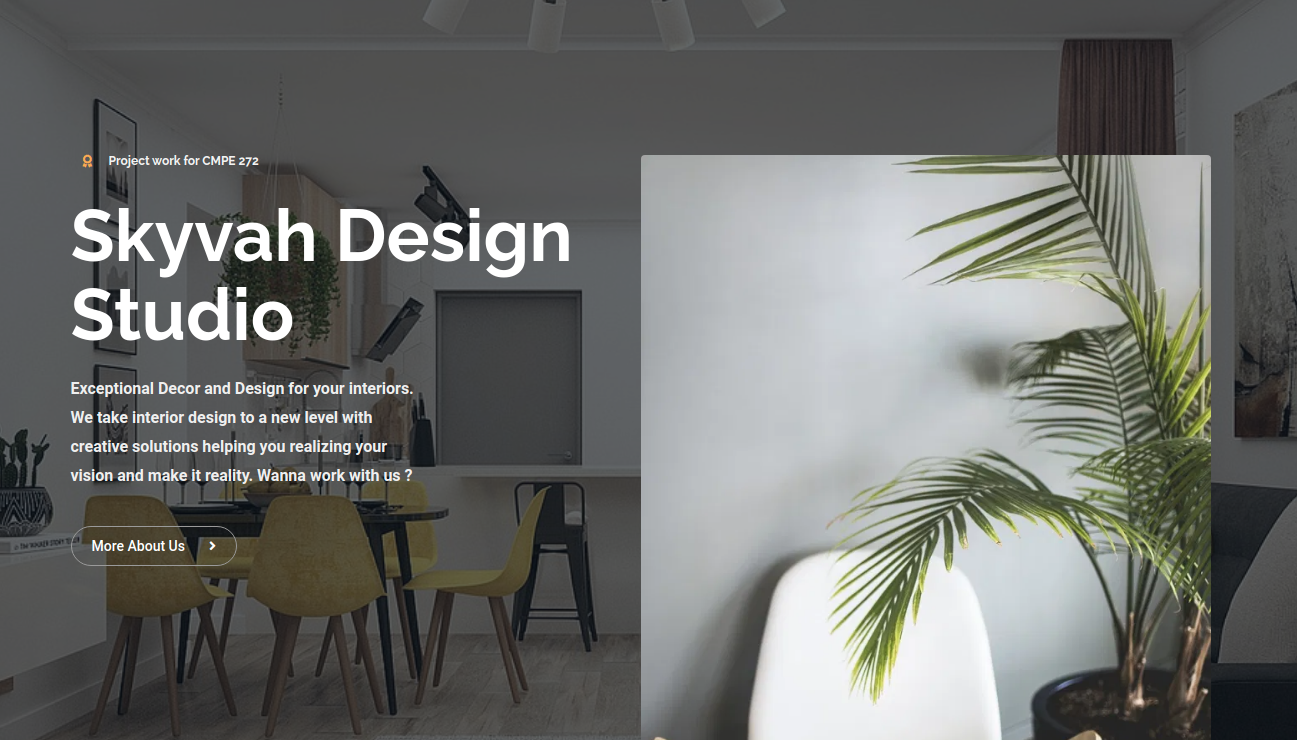 Project work for CMPE 272
Skyvah Design
Studio
Exceptional Decor and Design for your interiors.
We take interior design to a new level with
creative solutions helping you realizing your
vision and make it reality. Wanna work with us ?
More About Us